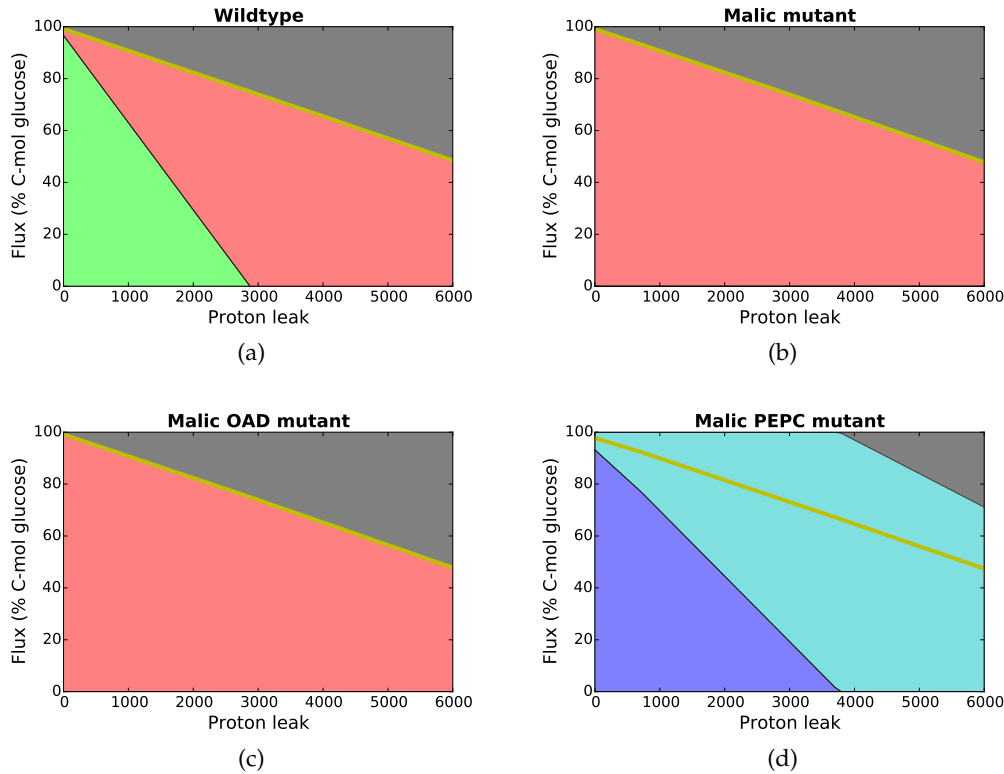 Wildtype
Flux (% C-mol glucose)
100
80
60
40
20
0
0 1000 2000 3000 4000 5000 6000
Proton leak
(a)
Malic mutant
Flux (% C-mol glucose)
100
80
60
40
20
0
0 1000 2000 3000 4000 5000 6000
Proton leak
(b)
Malic OAD mutant
Flux (% C-mol glucose)
100
80
60
40
20
0
0 1000 2000 3000 4000 5000 6000
Proton leak
(c)
Malic PEPC mutant
Flux (% C-mol glucose)
100
80
60
40
20
0
0 1000 2000 3000 4000 5000 6000
Proton leak
(d)